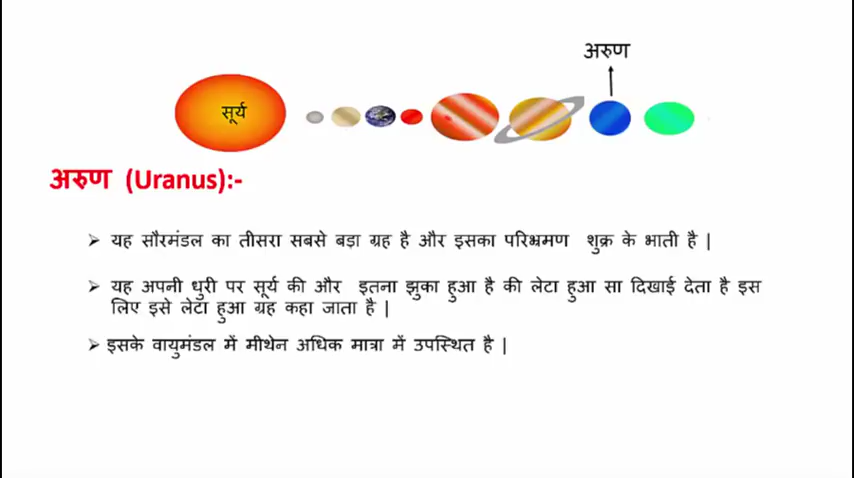 अरुण
सूर्य
अरुण (Uranus):-
➢ यह सौरमंडल का तीसरा सबसे बड़ा ग्रह है और इसका परिभ्रमण शुक्र के भाती है |
➢ यह अपनी धुरी पर सूर्य की और इतना झुका हुआ है की लेटा हुआ सा दिखाई देता है इस
लिए इसे लेटा हुआ ग्रह कहा जाता है |
➢ इसके वायुमंडल में मीथेन अधिक मात्रा में उपस्थित है |